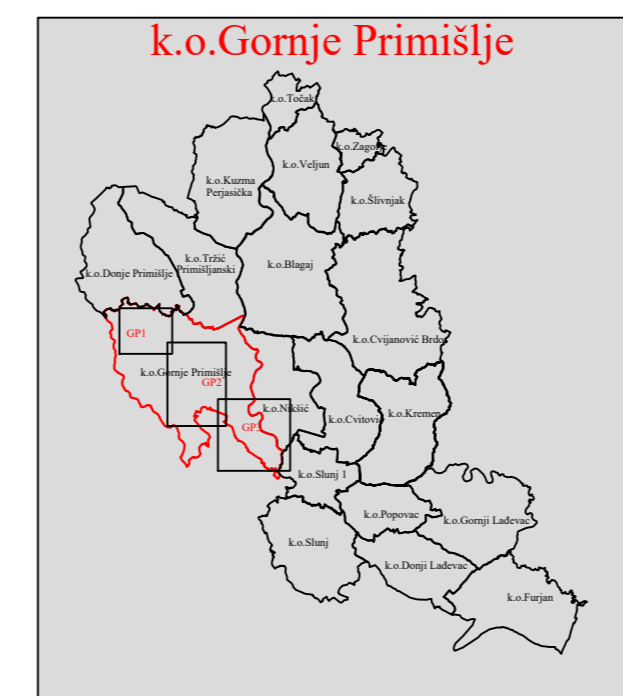 k.o.Gornje Primišlje
k.o.Točak
k.o.Zagorje
k.o.Veljun
k.o.Kuzma
Perjasička
k.o.Šlivnjak
k.o.Tržić
Primišljanski
k.o.Blagaj
k.o.Donje Primišlje
GP1
k.o.Cvijanović Brdo
k.o.Gornje Primišlje
GP2
k.o.Nikšić
k.o.Cvitović
k.o.Kremen
GP3
k.o.Slunj 1
k.o.Popovac
k.o.Gornji Lađevac
k.o.Slunj
k.o.Donji Lađevac
k.o.Furjan